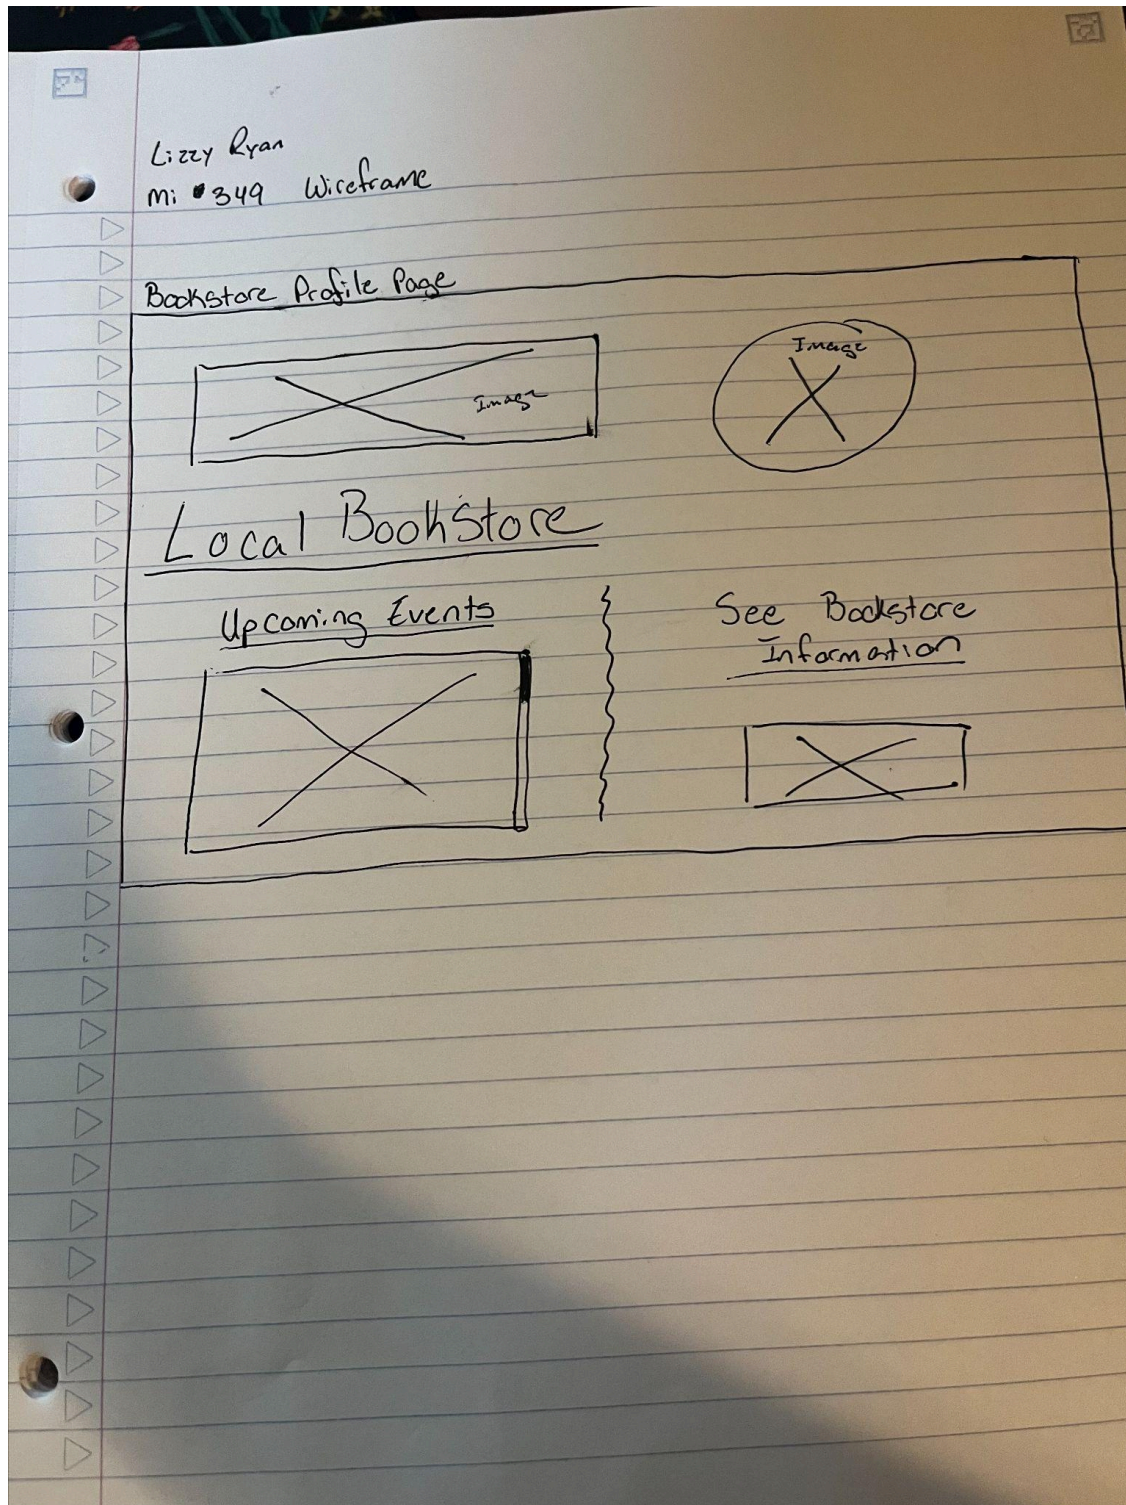 Lizzy Ryan
Mi 349 Wireframe
Bookstore Profile Page
Image
Image
Local Bookstore
Upcoming Events
See Bookstore
Information